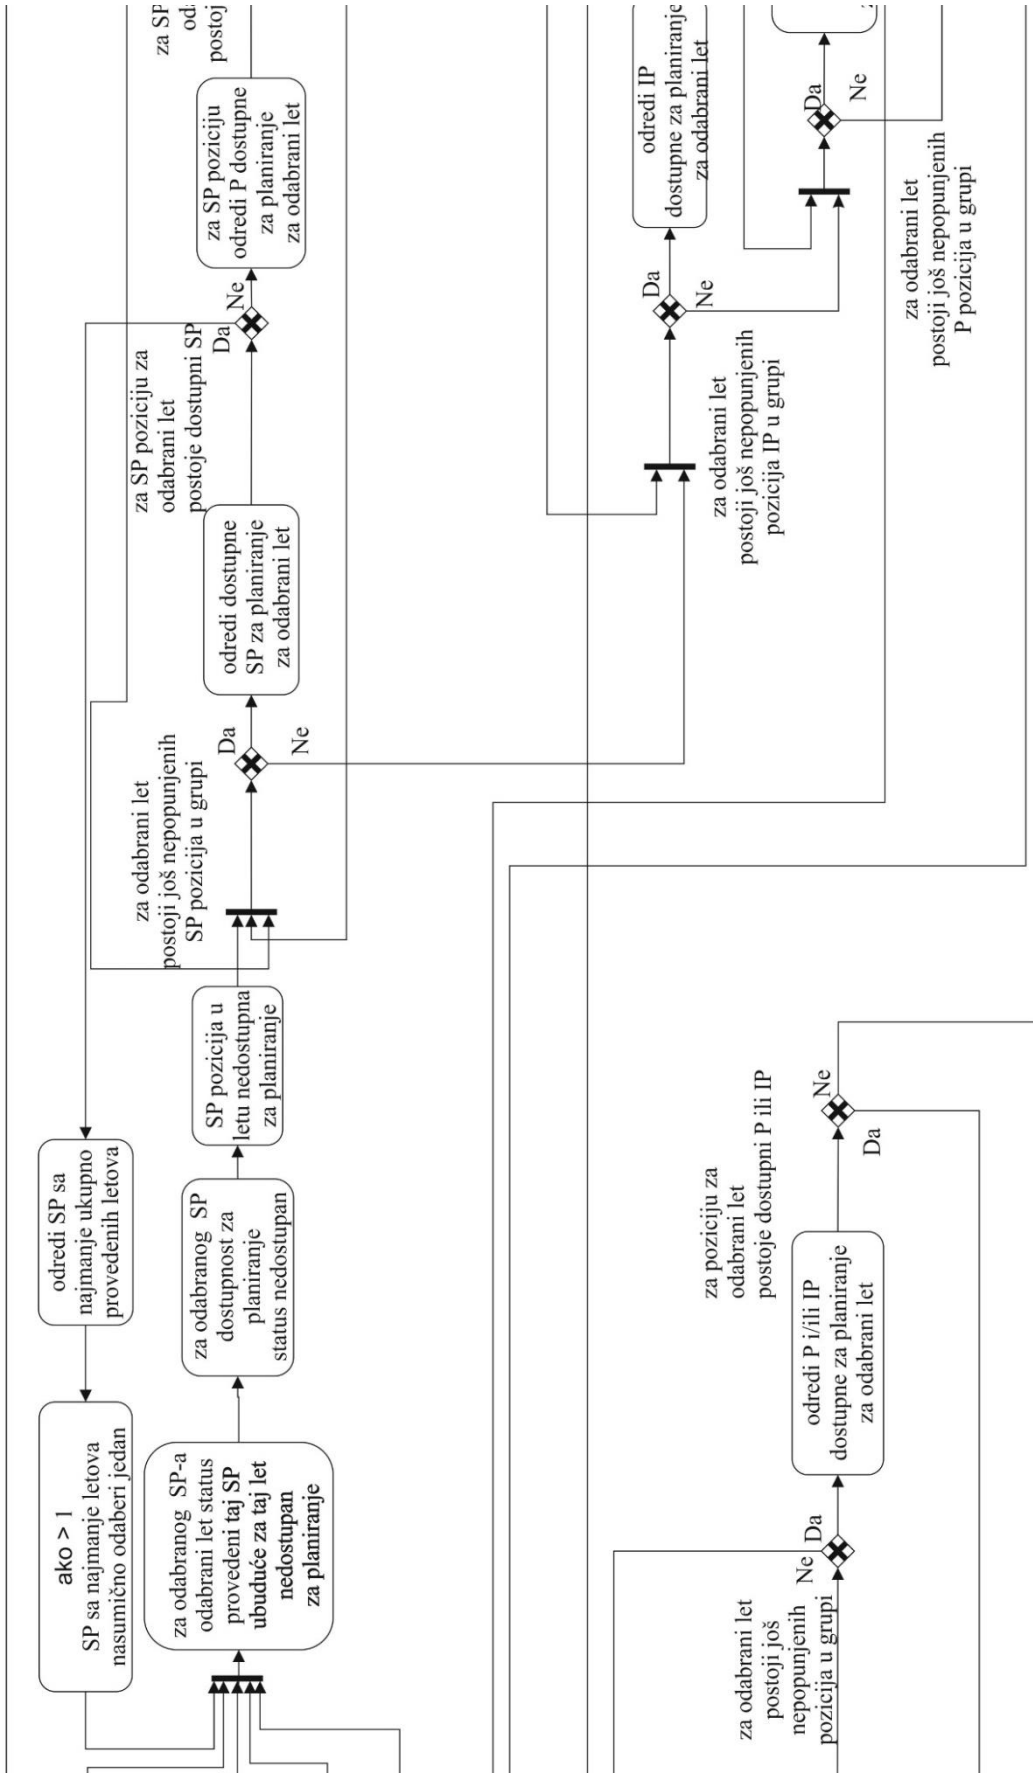 ako > 1
SP sa najmanje letova
nasumično odaberi jedan
odredi SP sa
najmanje ukupno
provedenih letova
za odabranog SP-a
odabrani let status
provedeni taj SP
ubuduće za taj let
nedostupan
za planiranje
za odabranog SP
dostupnost za
planiranje
status nedostupan
SP pozicija u
letu nedostupna
za planiranje
za odabrani let
postoji još nepopunjenih
SP pozicija u grupi
Da
Ne
odredi dostupne
SP za planiranje
za odabrani let
za SP poziciju za
odabrani let
postoje dostupni SP
Da
Ne
za SP poziciju
odredi P dostupne
za planiranje
za odabrani let
za SP
postoj
za odabrani let
postoji još nepopunjenih
pozicija IP u grupi
Da
Ne
odredi IP
dostupne za planiranje
za odabrani let
za odabrani let
postoji još nepopunjenih
P pozicija u grupi
Da
Ne
za odabrani let
postoji još
nepopunjenih
pozicija u grupi
Ne
Da
odredi P i/ili IP
dostupne za planiranje
za odabrani let
za poziciju za
odabrani let
postoje dostupni P ili IP
Ne
Da